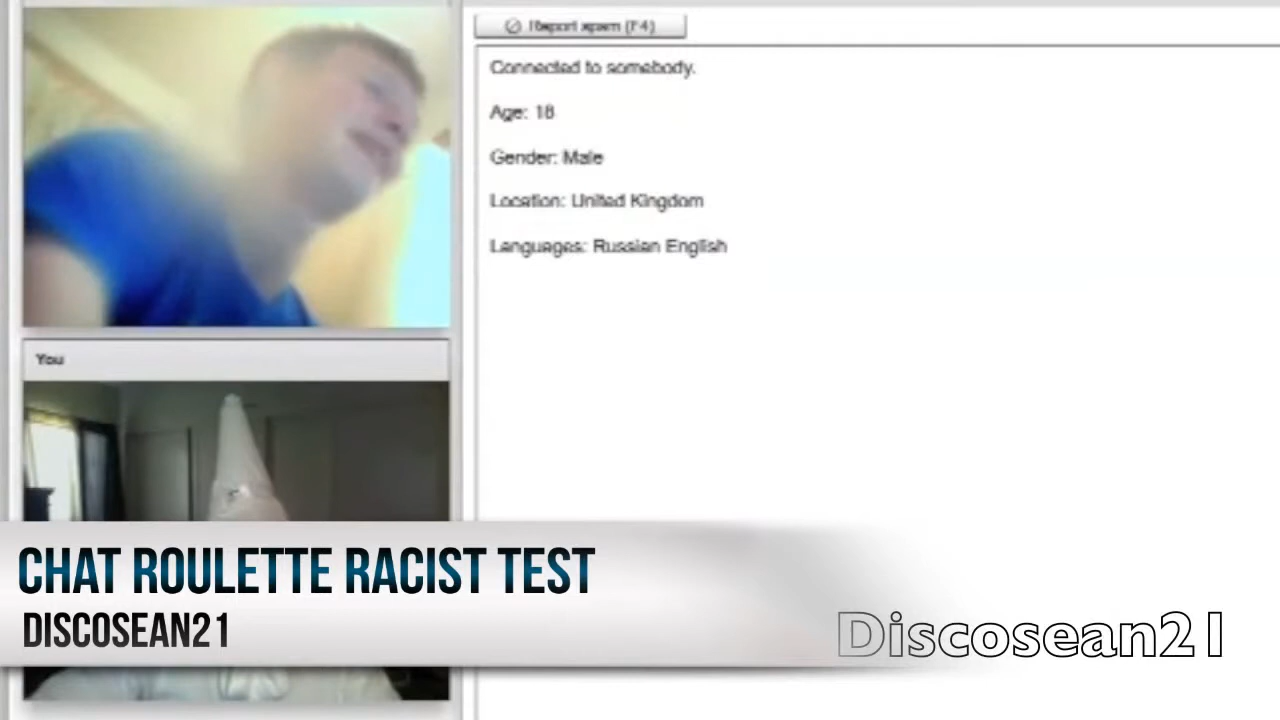 Report spam (F4)
Connected to somebody.
Age: 18
Gender: Male
Location: United Kingdom
Languages: Russian English
You
CHAT ROULETTE RACIST TEST
DISCOSEAN21
Discosean21